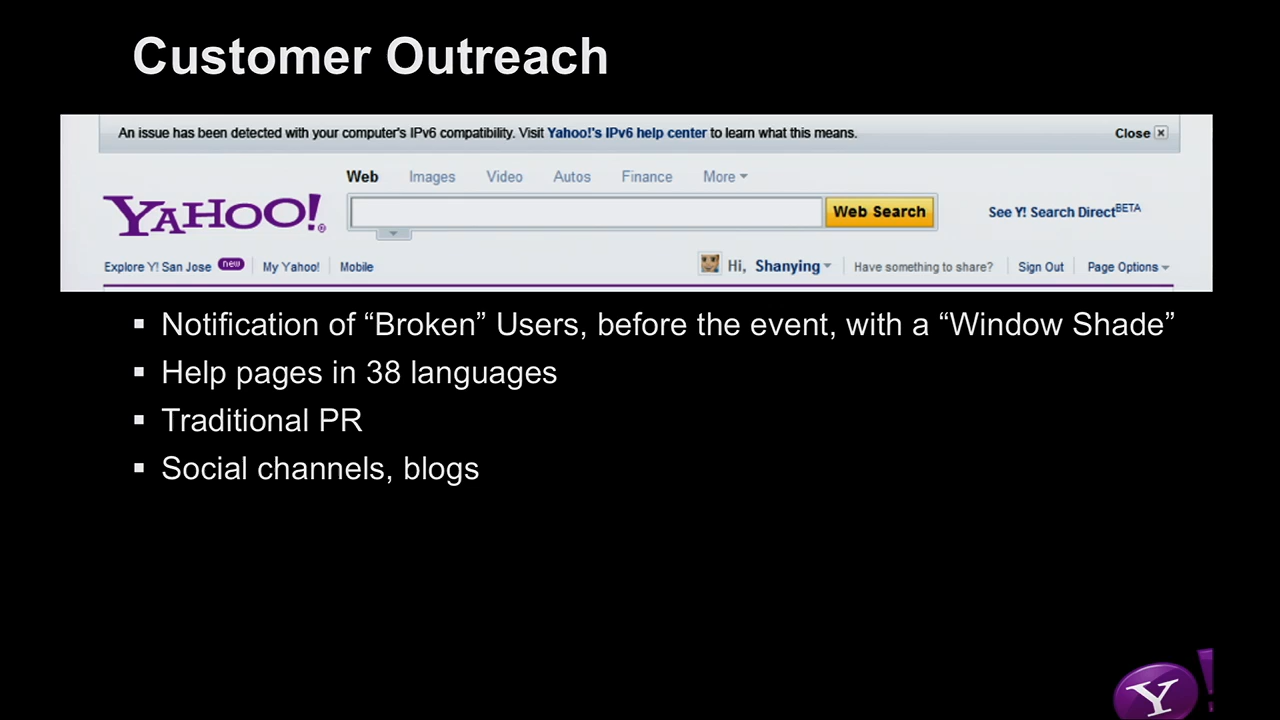 Customer Outreach
An issue has been detected with your computer's IPv6 compatibility. Visit Yahoo!'s IPv6 help center to learn what this means. Close
Web Images Video Autos Finance More
YAHOO!®
Web Search
See Y! Search Direct BETA
Explore Y! San Jose new My Yahoo! Mobile Hi, Shanying Have something to share? Sign Out Page Options
▪ Notification of “Broken” Users, before the event, with a “Window Shade”
▪ Help pages in 38 languages
▪ Traditional PR
▪ Social channels, blogs
Y!